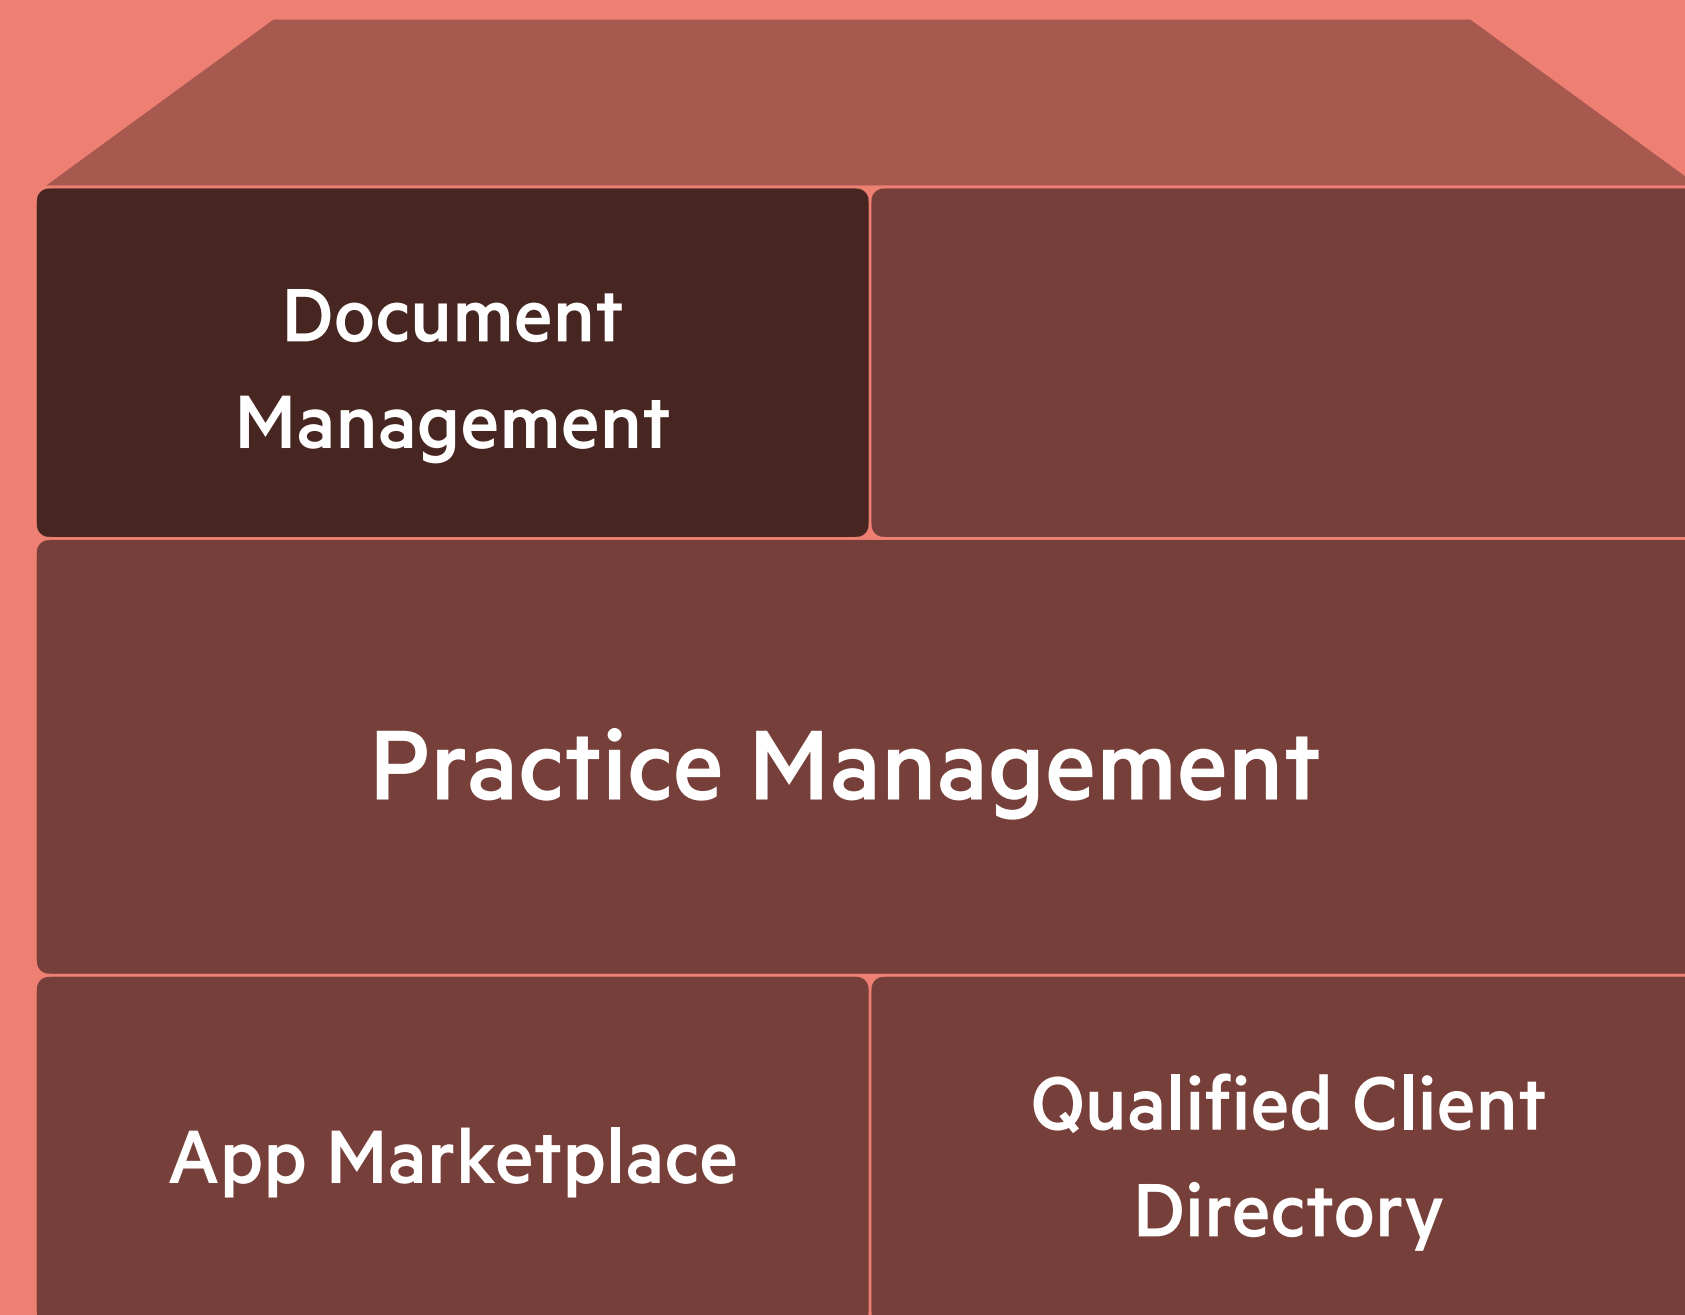 Document
Management
Practice Management
App Marketplace
Qualified Client
Directory